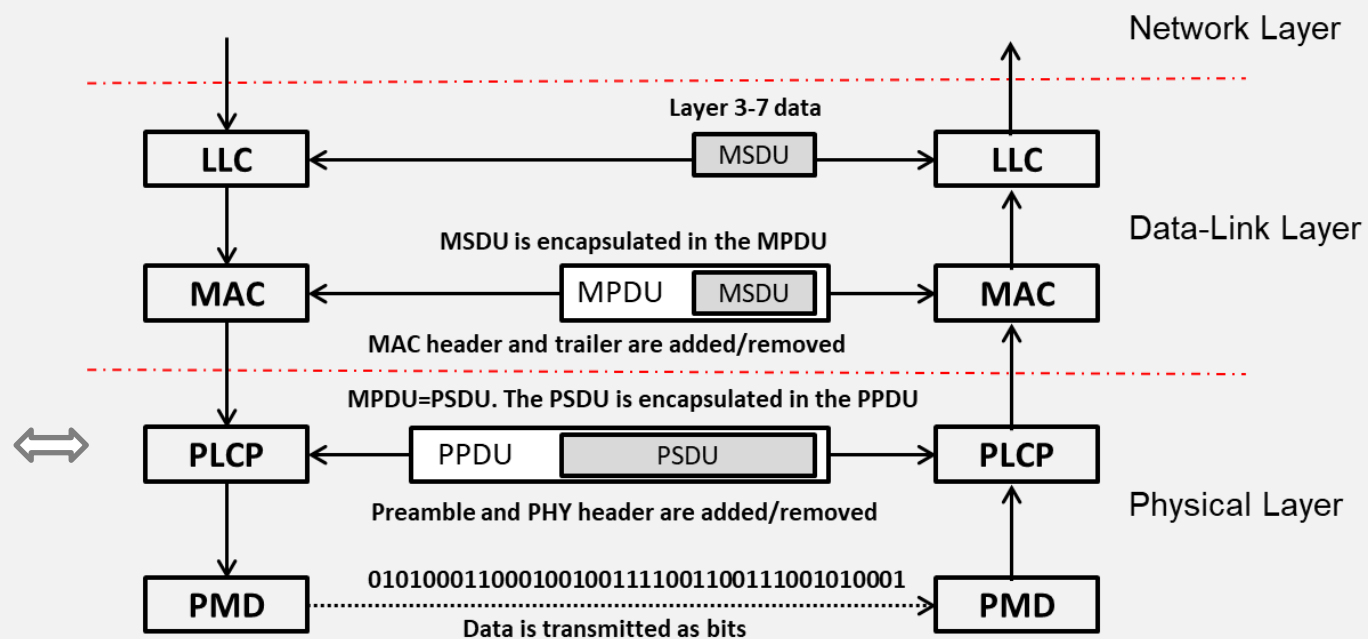 Network Layer
Layer 3-7 data
LLC
MSDU
LLC
Data-Link Layer
MSDU is encapsulated in the MPDU
MAC
MPDU
MSDU
MAC
MAC header and trailer are added/removed
MPDU=PSDU. The PSDU is encapsulated in the PPDU
PLCP
PPDU
PSDU
PLCP
Preamble and PHY header are added/removed
Physical Layer
0101000110001001001111100110011100101000​1
PMD
PMD
Data is transmitted as bits